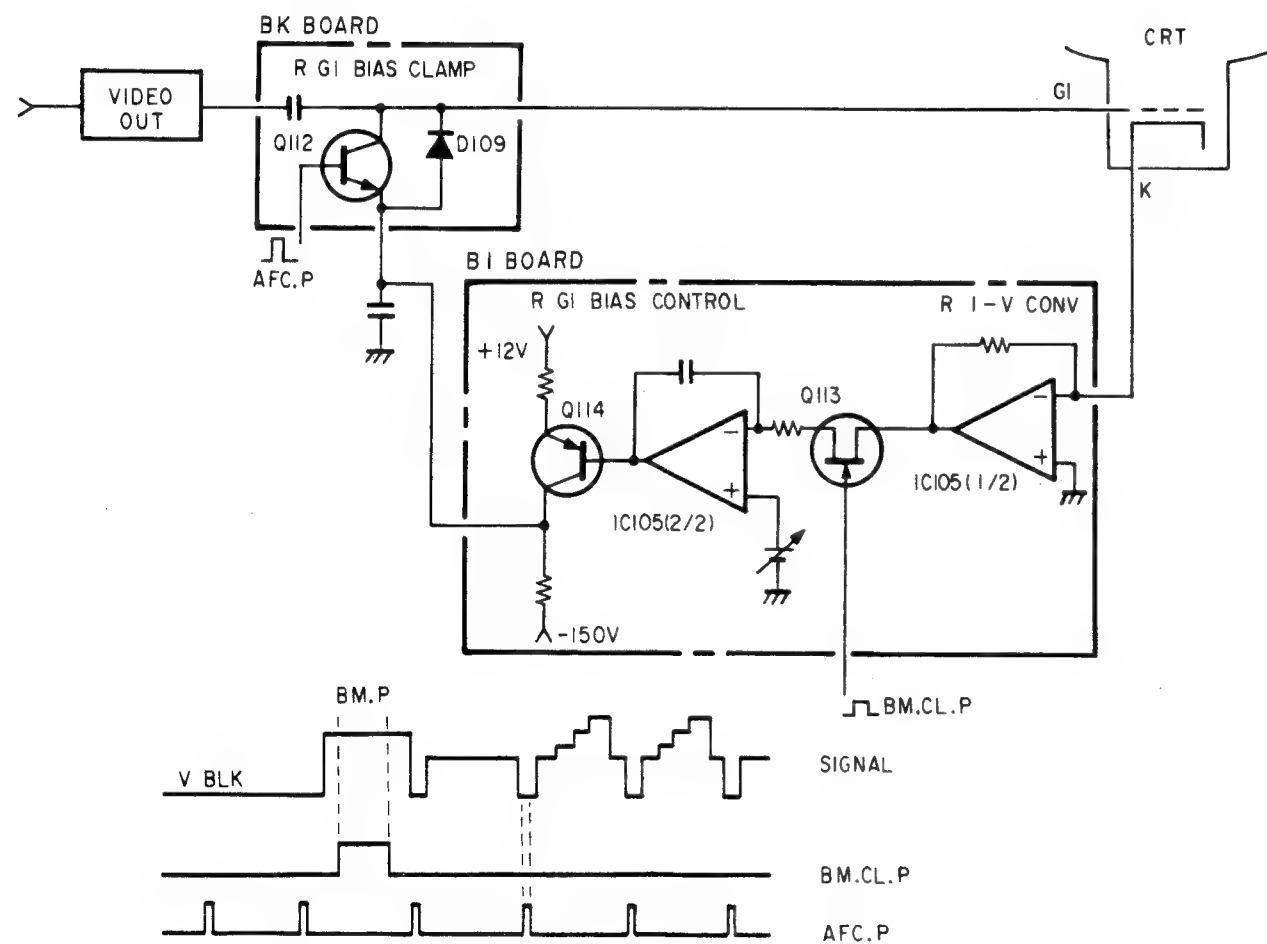 BK BOARD
R G1 BIAS CLAMP
CRT
VIDEO
OUT
G1
Q112
D109
K
AFC.P
B1 BOARD
R G1 BIAS CONTROL
R I-V CONV
+12V
Q114
Q113
IC105(1/2)
IC105(2/2)
-150V
BM.CL.P
BM.P
SIGNAL
V BLK
BM.CL.P
AFC.P